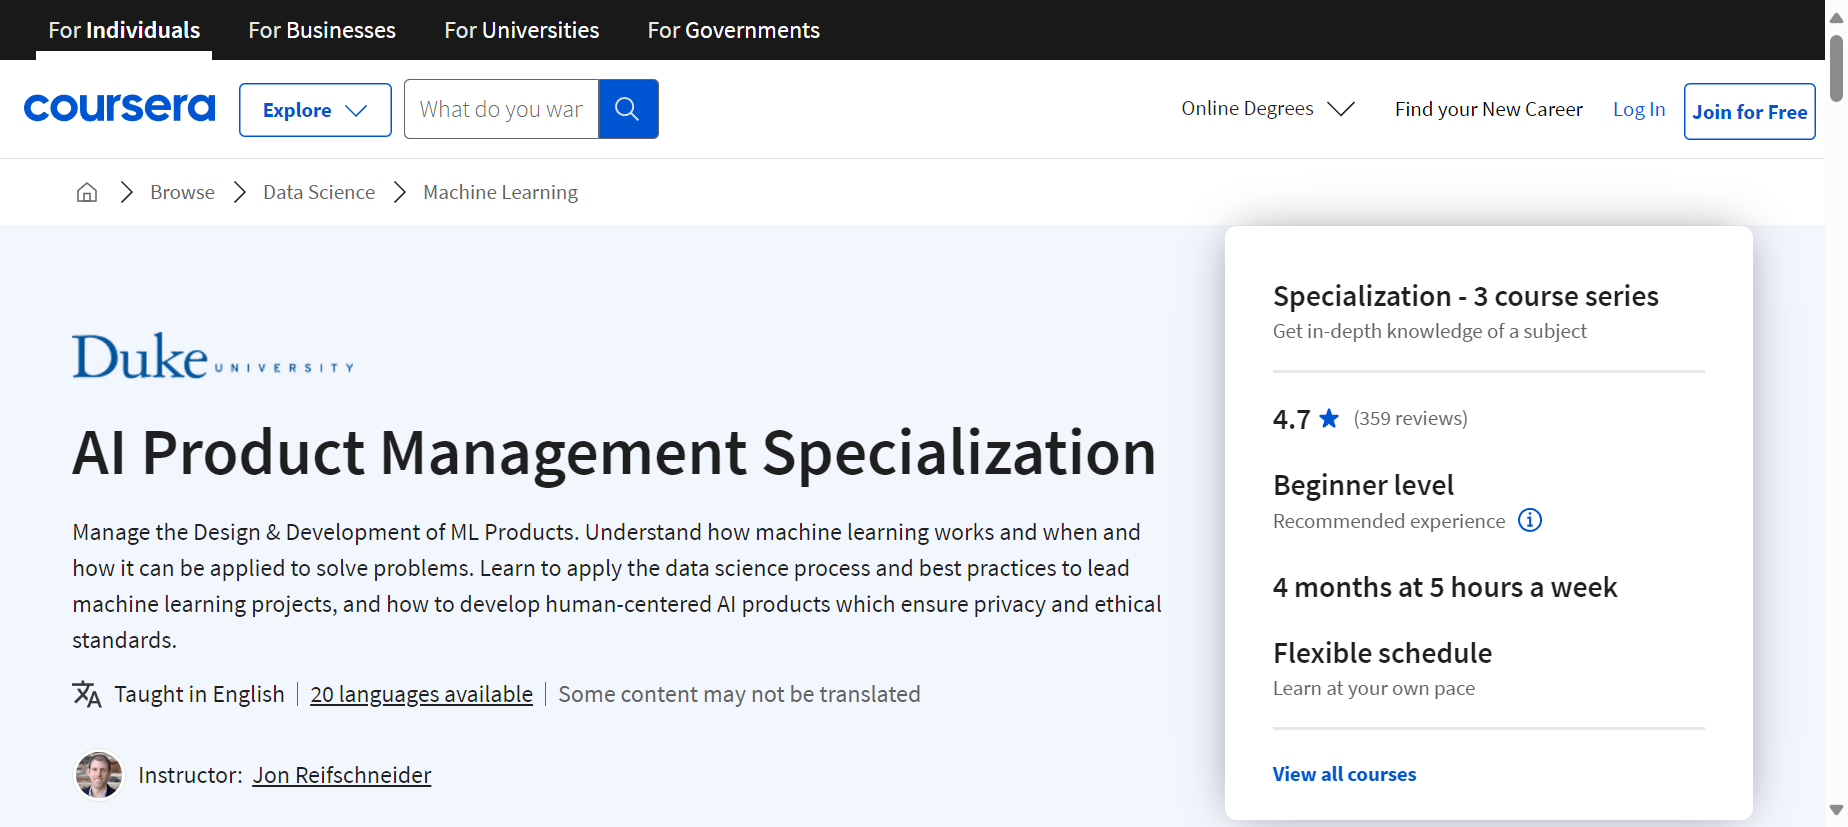 For Individuals
For Businesses
For Universities
For Governments
coursera
Explore
What do you wan
Online Degrees
Find your New Career
Log In
Join for Free
Browse
Data Science
Machine Learning
Duke UNIVERSITY
AI Product Management Specialization
Manage the Design & Development of ML Products. Understand how machine learning works and when and
how it can be applied to solve problems. Learn to apply the data science process and best practices to lead
machine learning projects, and how to develop human-centered AI products which ensure privacy and ethical
standards.
Taught in English
20 languages available
Some content may not be translated
Instructor: Jon Reifschneider
Specialization - 3 course series
Get in-depth knowledge of a subject
4.7 ★ (359 reviews)
Beginner level
Recommended experience
4 months at 5 hours a week
Flexible schedule
Learn at your own pace
View all courses